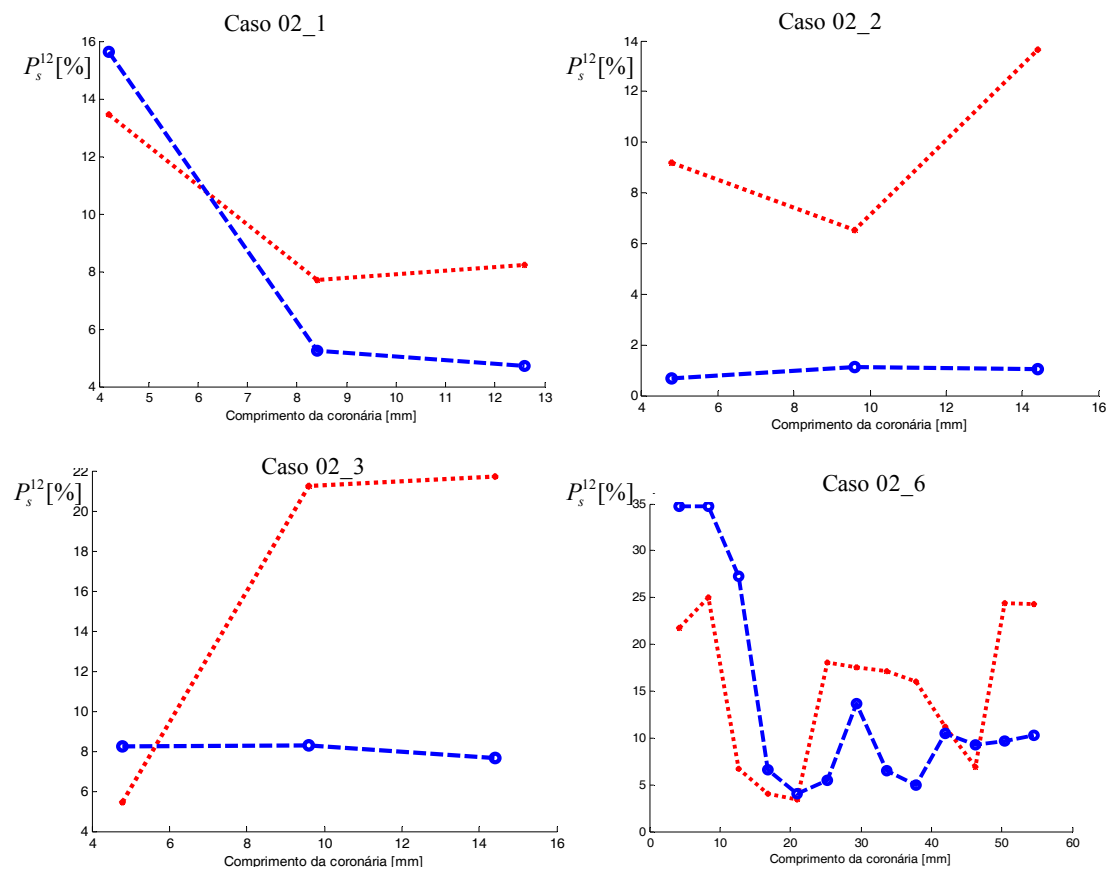 Caso 02_1
P_s^12[%]
16
14
12
10
8
6
4
4 5 6 7 8 9 10 11 12 13
Comprimento da coronária [mm]
Caso 02_2
P_s^12[%]
14
12
10
8
6
4
2
0
4 6 8 10 12 14 16
Comprimento da coronária [mm]
Caso 02_3
P_s^12[%]
22
20
18
16
14
12
10
8
6
4
4 6 8 10 12 14 16
Comprimento da coronária [mm]
Caso 02_6
P_s^12[%]
35
30
25
20
15
10
5
0
0 10 20 30 40 50 60
Comprimento da coronária [mm]